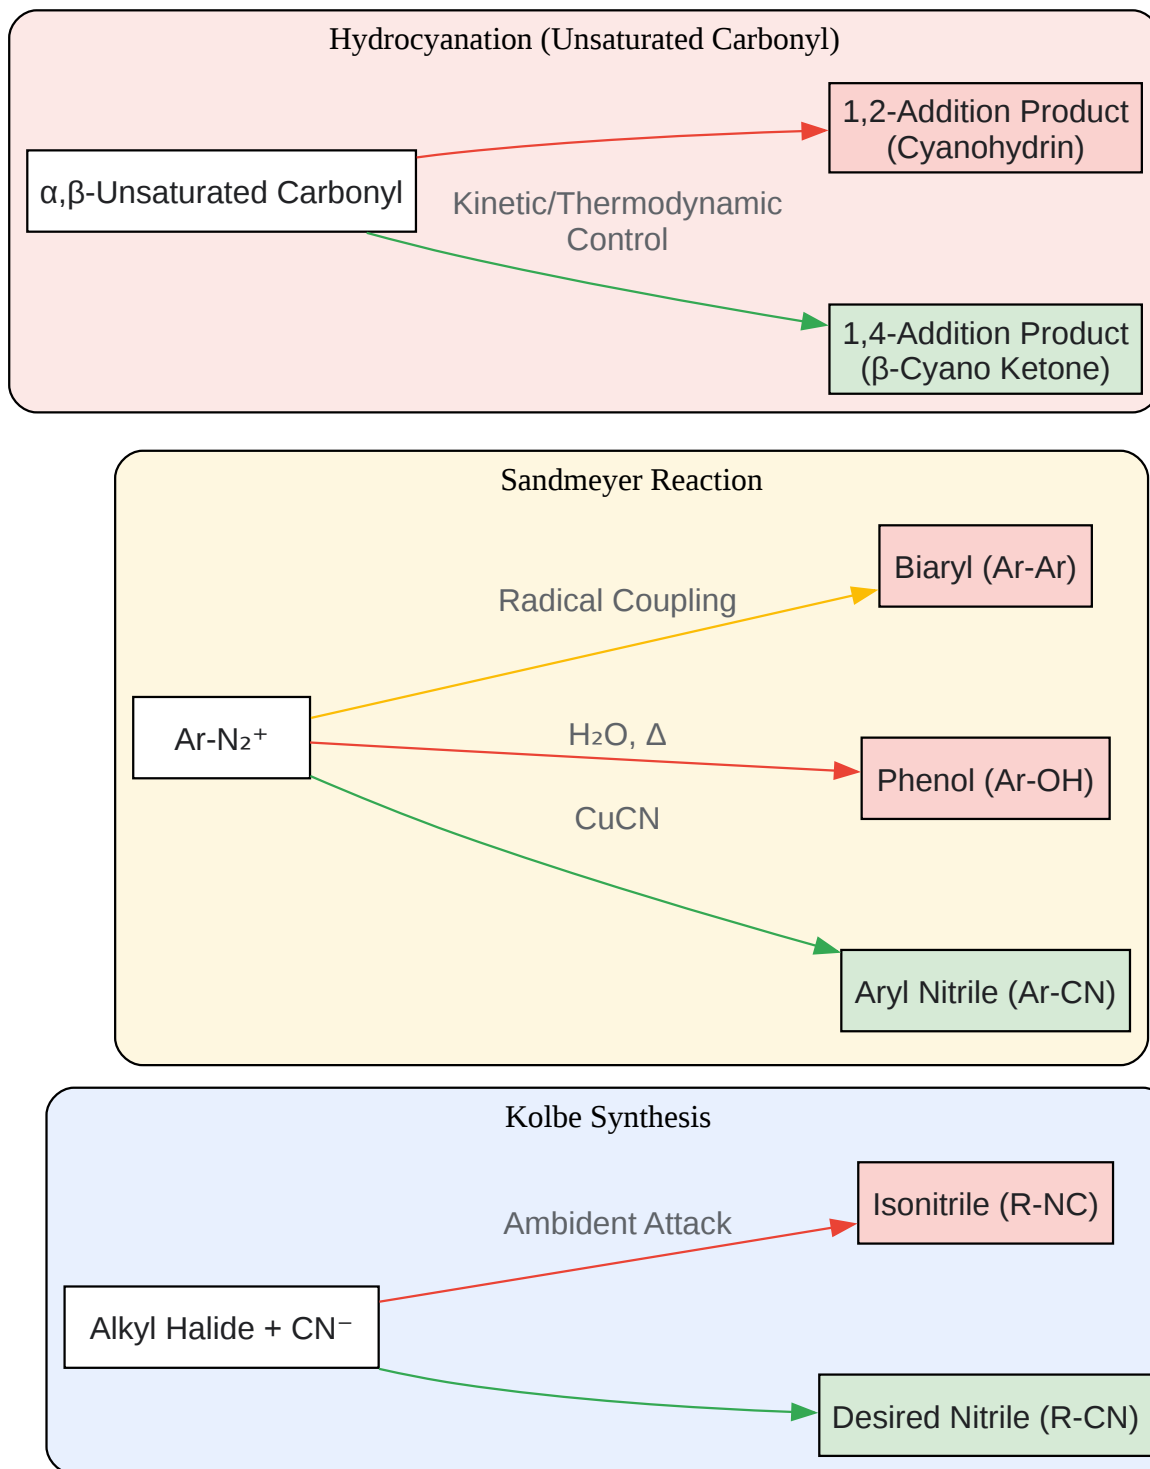 Hydrocyanation (Unsaturated Carbonyl)
1,2-Addition Product
(Cyanohydrin)
α,β-Unsaturated Carbonyl
Kinetic/Thermodynamic
Control
1,4-Addition Product
(β-Cyano Ketone)
Sandmeyer Reaction
Biaryl (Ar-Ar)
Radical Coupling
Ar-N₂⁺
H₂O, Δ
Phenol (Ar-OH)
CuCN
Aryl Nitrile (Ar-CN)
Kolbe Synthesis
Isonitrile (R-NC)
Ambident Attack
Alkyl Halide + CN⁻
Desired Nitrile (R-CN)